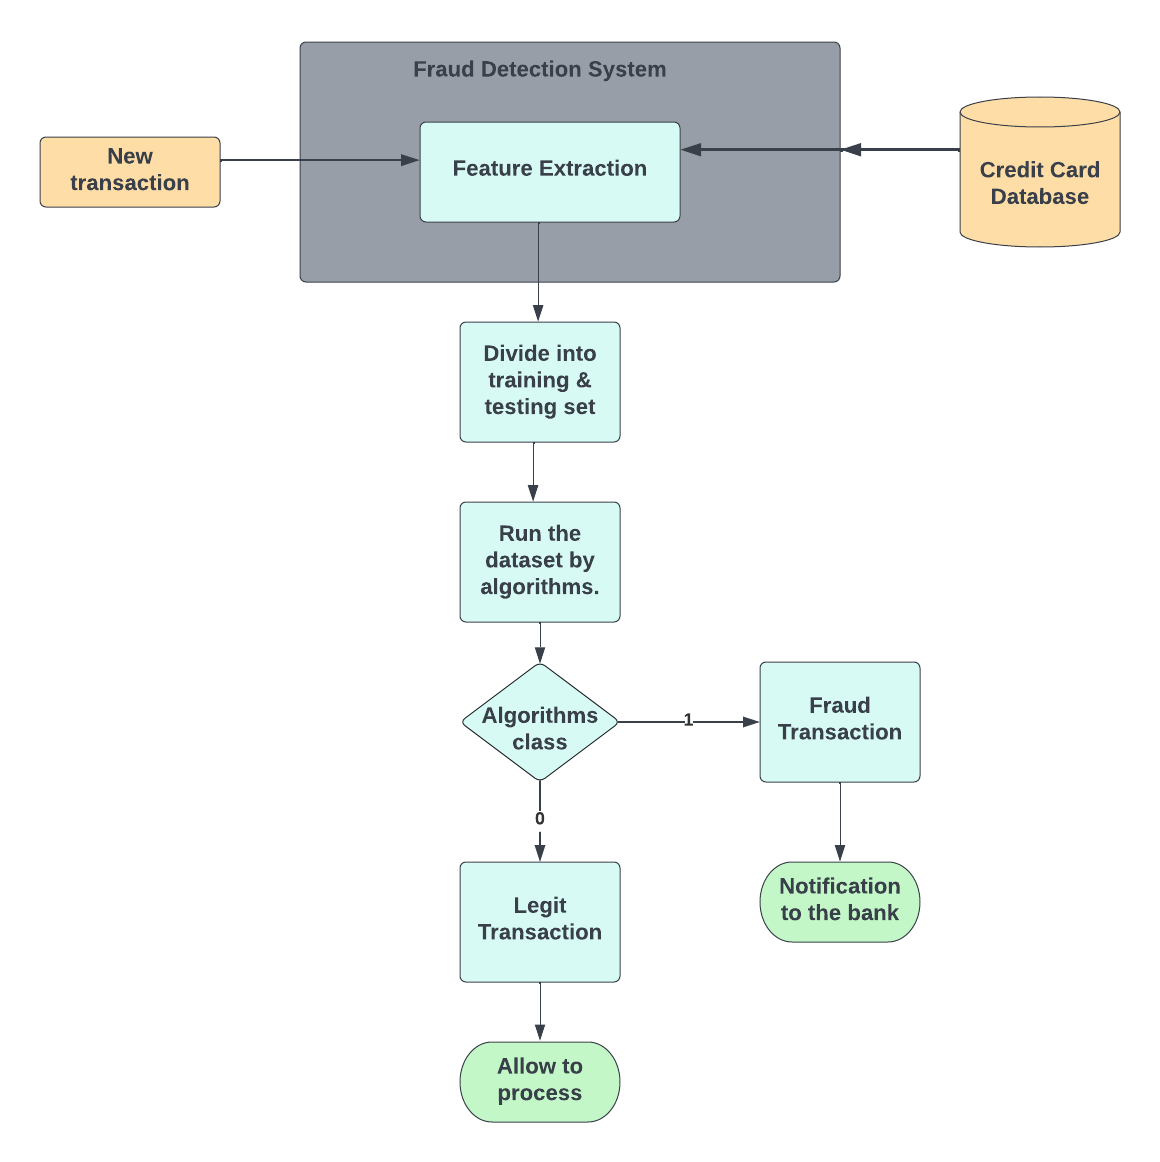 Fraud Detection System
New
transaction
Feature Extraction
Credit Card
Database
Divide into
training &
testing set
Run the
dataset by
algorithms.
Algorithms
class
1
Fraud
Transaction
0
Notification
to the bank
Legit
Transaction
Allow to
process